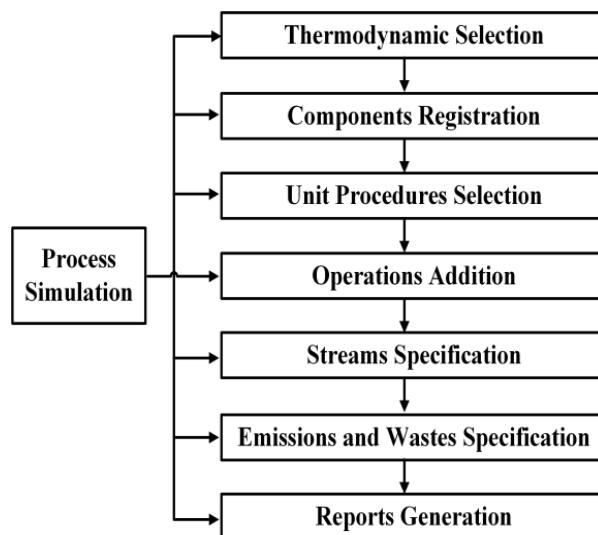 Thermodynamic Selection
Components Registration
Unit Procedures Selection
Process
Simulation
Operations Addition
Streams Specification
Emissions and Wastes Specification
Reports Generation